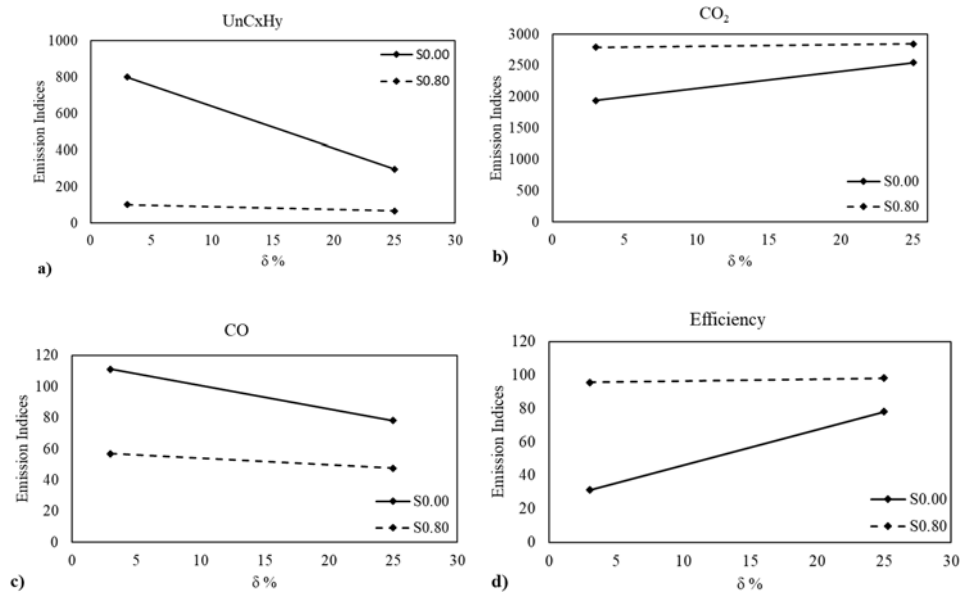 UnCxHy
1000
800
600
400
200
0
Emission Indices
0 5 10 15 20 25 30
δ %
S0.00
S0.80
a)
CO₂
3000
2500
2000
1500
1000
500
0
Emission Indices
0 5 10 15 20 25
δ %
S0.00
S0.80
b)
CO
120
100
80
60
40
20
0
Emission Indices
0 5 10 15 20 25 30
δ %
S0.00
S0.80
c)
Efficiency
120
100
80
60
40
20
0
Emission Indices
0 5 10 15 20 25 30
δ %
S0.00
S0.80
d)